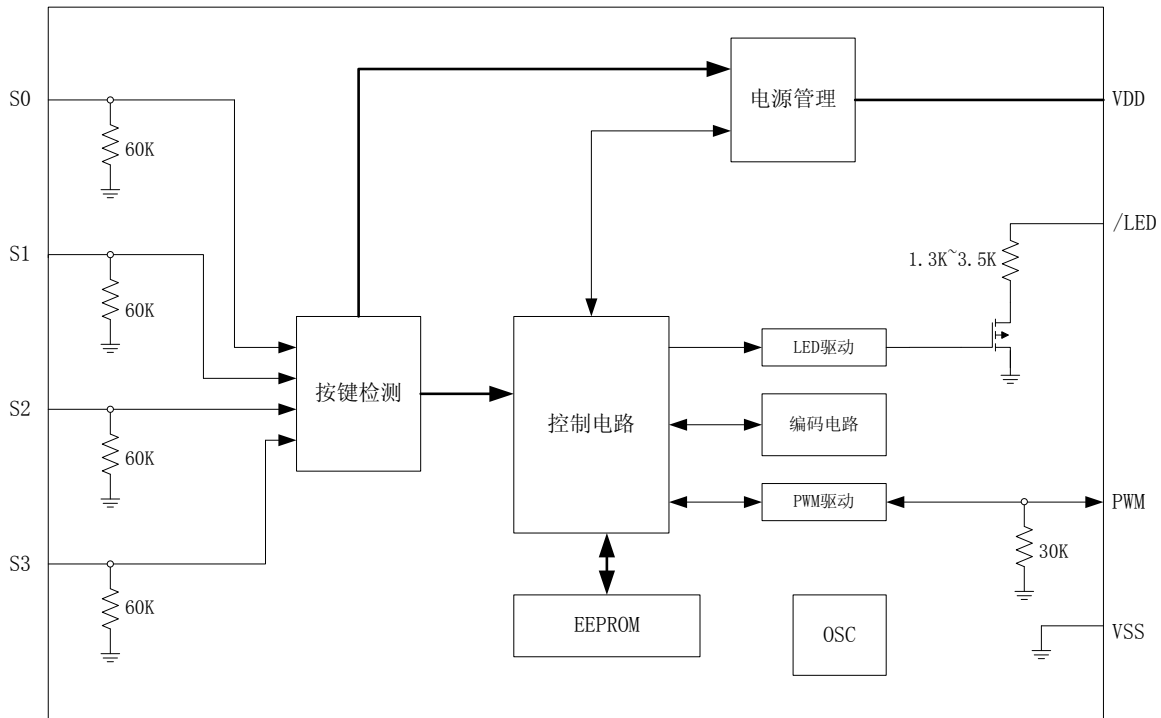 S0
60K
电源管理
VDD
/LED
S1
60K
1.3K~3.5K
LED驱动
按键检测
控制电路
S2
60K
编码电路
PWM驱动
PWM
30K
S3
60K
EEPROM
OSC
VSS